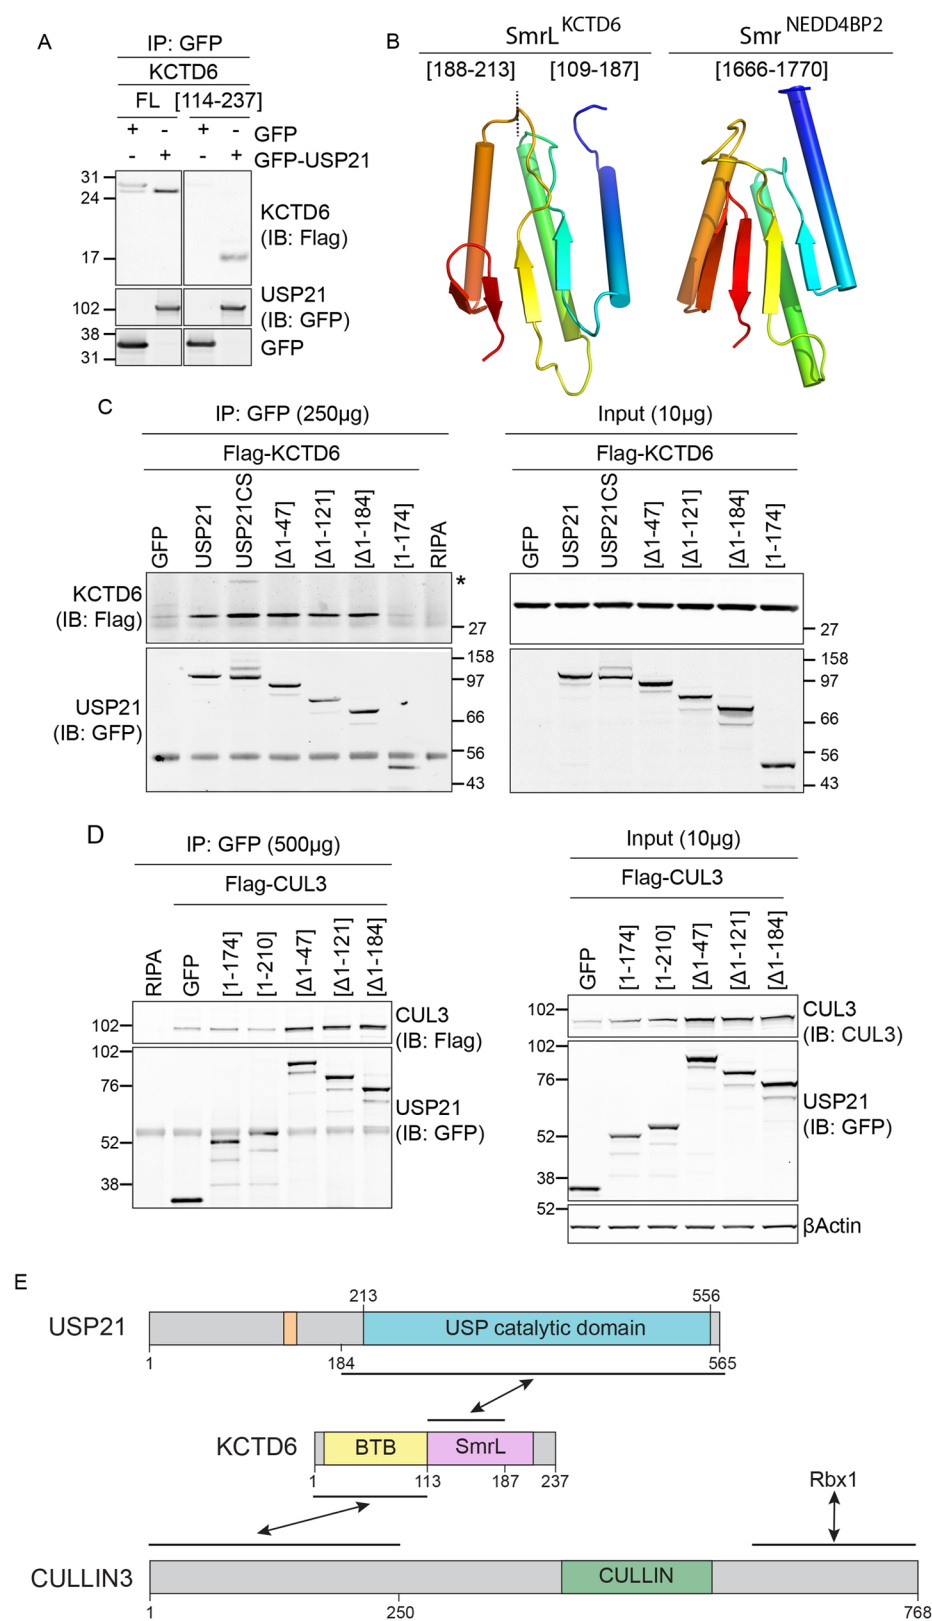 A
IP: GFP
KCTD6
FL [114-237]
+ - + - GFP
- + - + GFP-USP21
31
24
17
KCTD6
(IB: Flag)
102
USP21
(IB: GFP)
38
31
GFP
B
SmrL KCTD6
[188-213] [109-187]
Smr NEDD4BP2
[1666-1770]
C
IP: GFP (250µg)
Flag-KCTD6
GFP USP21 USP21CS [Δ1-47] [Δ1-121] [Δ1-184] [1-174] RIPA
KCTD6
(IB: Flag)
*
27
USP21
(IB: GFP)
158
97
66
56
43
Input (10µg)
Flag-KCTD6
GFP USP21 USP21CS [Δ1-47] [Δ1-121] [Δ1-184] [1-174]
27
158
97
66
56
43
D
IP: GFP (500µg)
Flag-CUL3
RIPA GFP [1-174] [1-210] [Δ1-47] [Δ1-121] [Δ1-184]
102
CUL3
(IB: Flag)
102
76
52
38
USP21
(IB: GFP)
Input (10µg)
Flag-CUL3
GFP [1-174] [1-210] [Δ1-47] [Δ1-121] [Δ1-184]
102
CUL3
(IB: CUL3)
102
76
52
38
USP21
(IB: GFP)
52
βActin
E
213 556
USP21 USP catalytic domain
1 184 565
KCTD6 BTB SmrL
1 113 187 237
Rbx1
CULLIN3 CULLIN
1 250 768